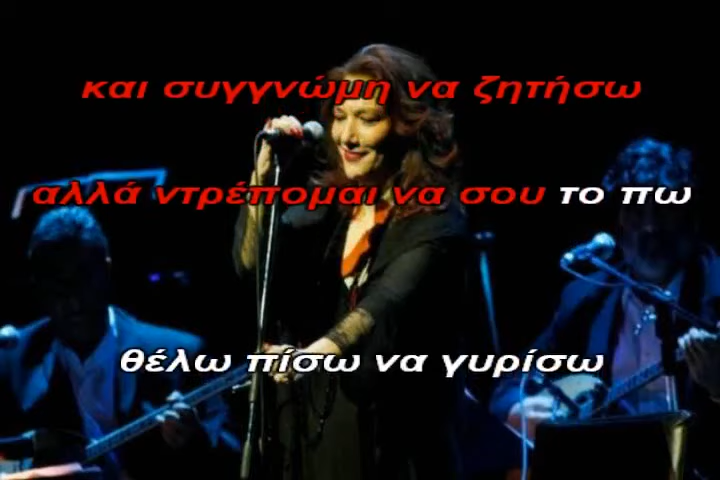 και συγγνώμη να ζητήσω
αλλά ντρέπομαι να σου το πω
θέλω πίσω να γυρίσω